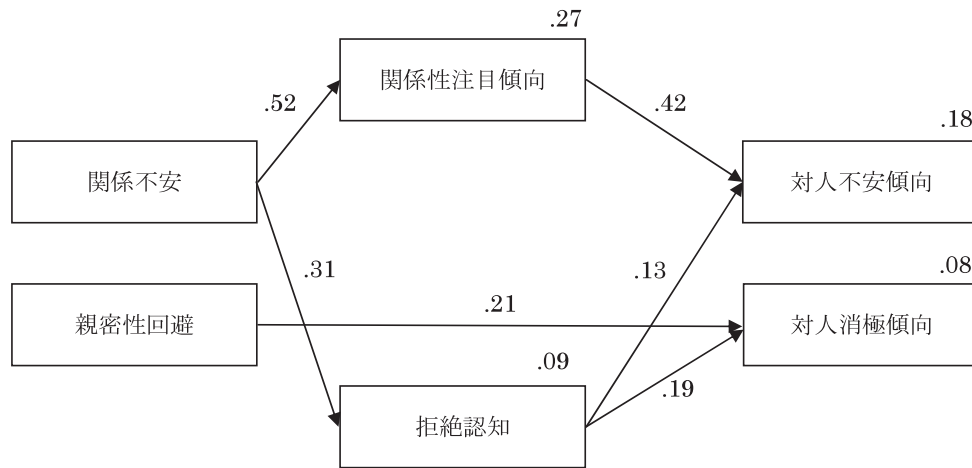 .27
関係性注目傾向
.52
.42
.18
関係不安
対人不安傾向
.31
.13
.08
親密性回避
.21
対人消極傾向
.09
.19
拒絶認知